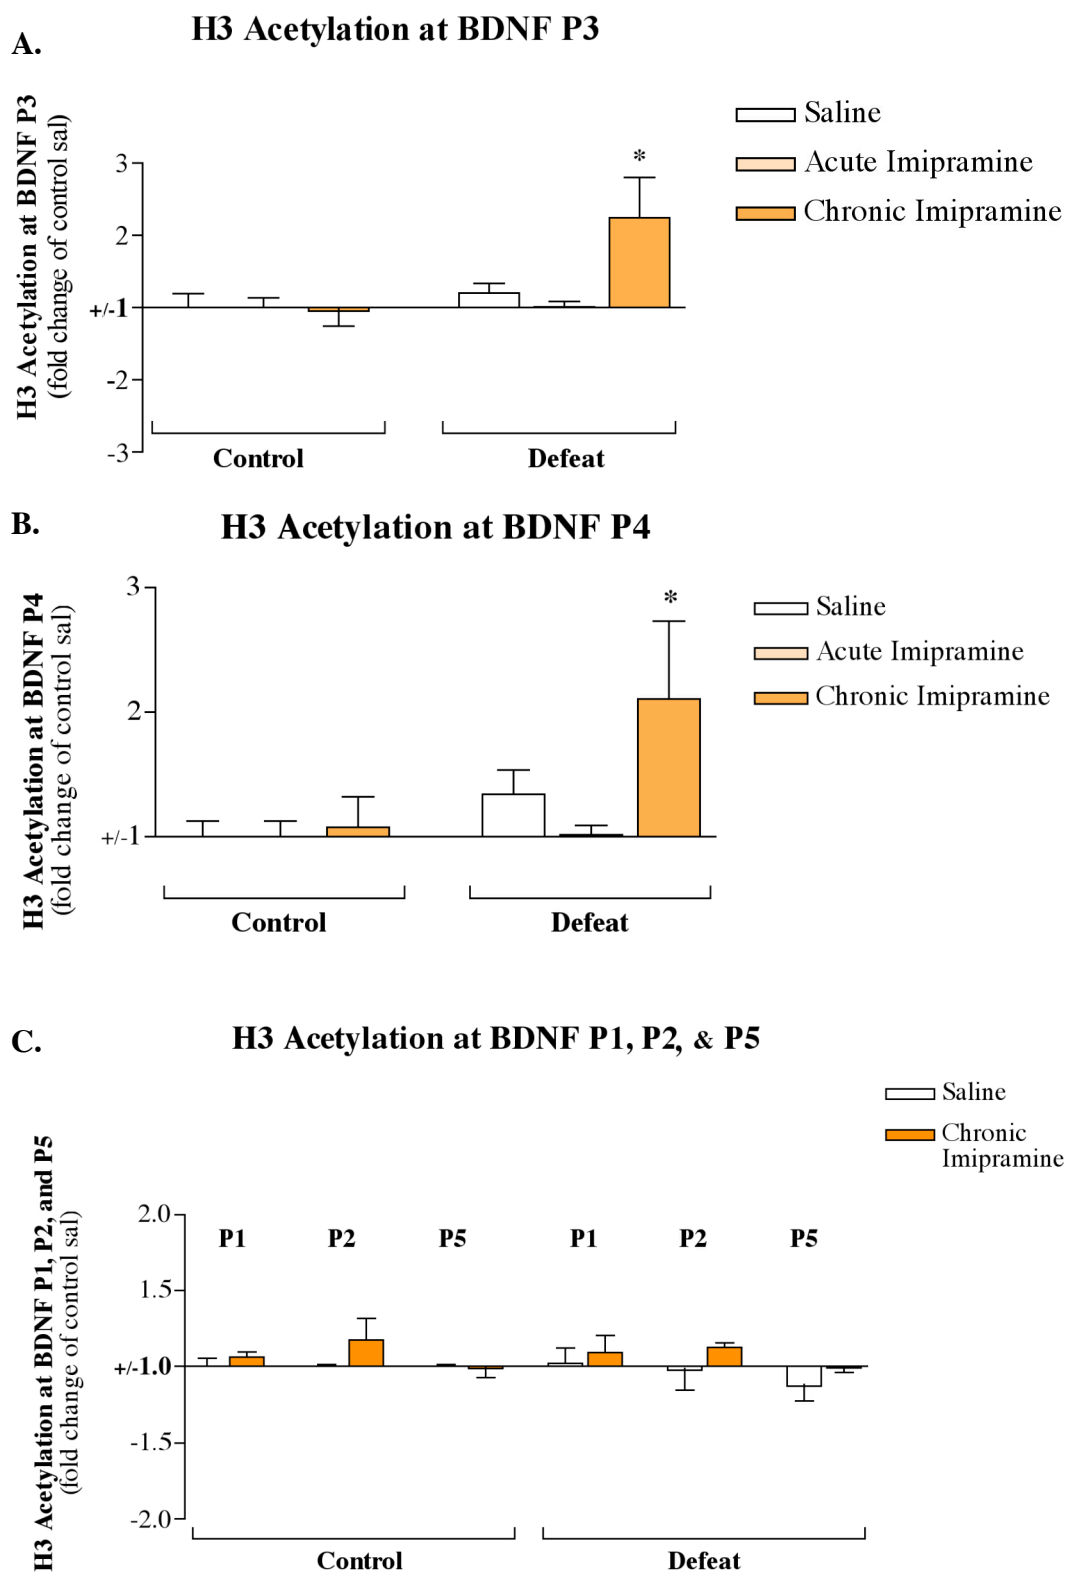 A.
H3 Acetylation at BDNF P3
H3 Acetylation at BDNF P3
(fold change of control sal)
3
2
+/-1
-2
-3
*
Control
Defeat
Saline
Acute Imipramine
Chronic Imipramine
B.
H3 Acetylation at BDNF P4
H3 Acetylation at BDNF P4
(fold change of control sal)
3
2
+/-1
*
Control
Defeat
Saline
Acute Imipramine
Chronic Imipramine
C.
H3 Acetylation at BDNF P1, P2, & P5
H3 Acetylation at BDNF P1, P2, and P5
(fold change of control sal)
Saline
Chronic
Imipramine
2.0
1.5
+/-1.0
-1.5
-2.0
P1 P2 P5 P1 P2 P5
Control
Defeat